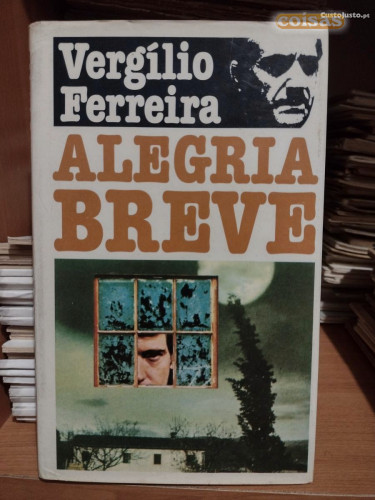 coisas
CustoJusto.pt
Vergílio
Ferreira
ALEGRIA
BREVE